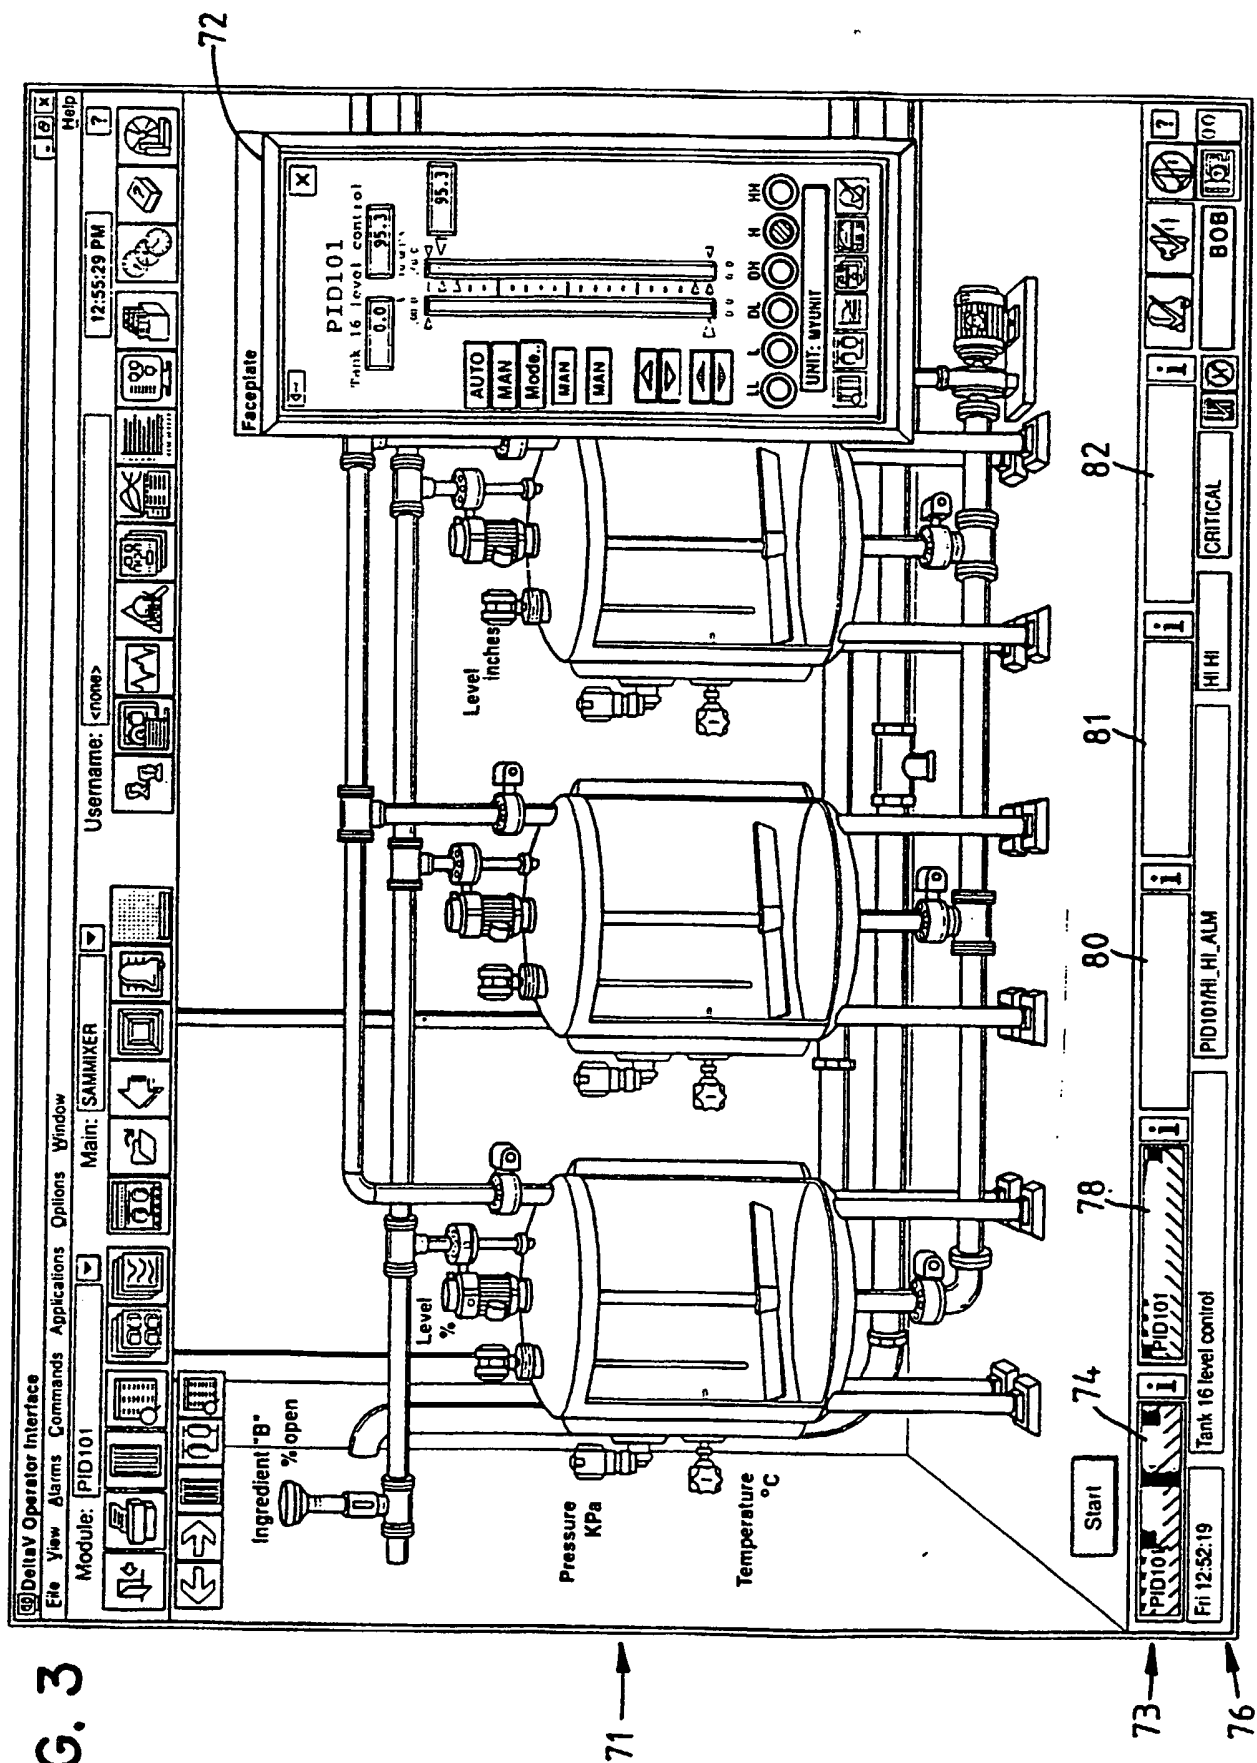 G. 3
DeltaV Operator Interface
File View Alarms Commands Applications Options Window Help
Module: PID101 Main: SAMMIXER Username: <none> 12:55:29 PM ?
72
Ingredient "B"
% open
Level
%
Level
inches
Pressure
KPa
Temperature
°C
Faceplate
X
PID101
Tank 16 level control
0.0 95.3
95.3
AUTO
MAN
Mode..
MAN
MAN
LL L DL DH H HH
UNIT: MYUNIT
71
Start
74 78 80 81 82
73
PID101 i PID101 i i i i ?
Fri 12:52:19 Tank 16 level control PID101/HI_HI_ALM HI HI CRITICAL BOB
76